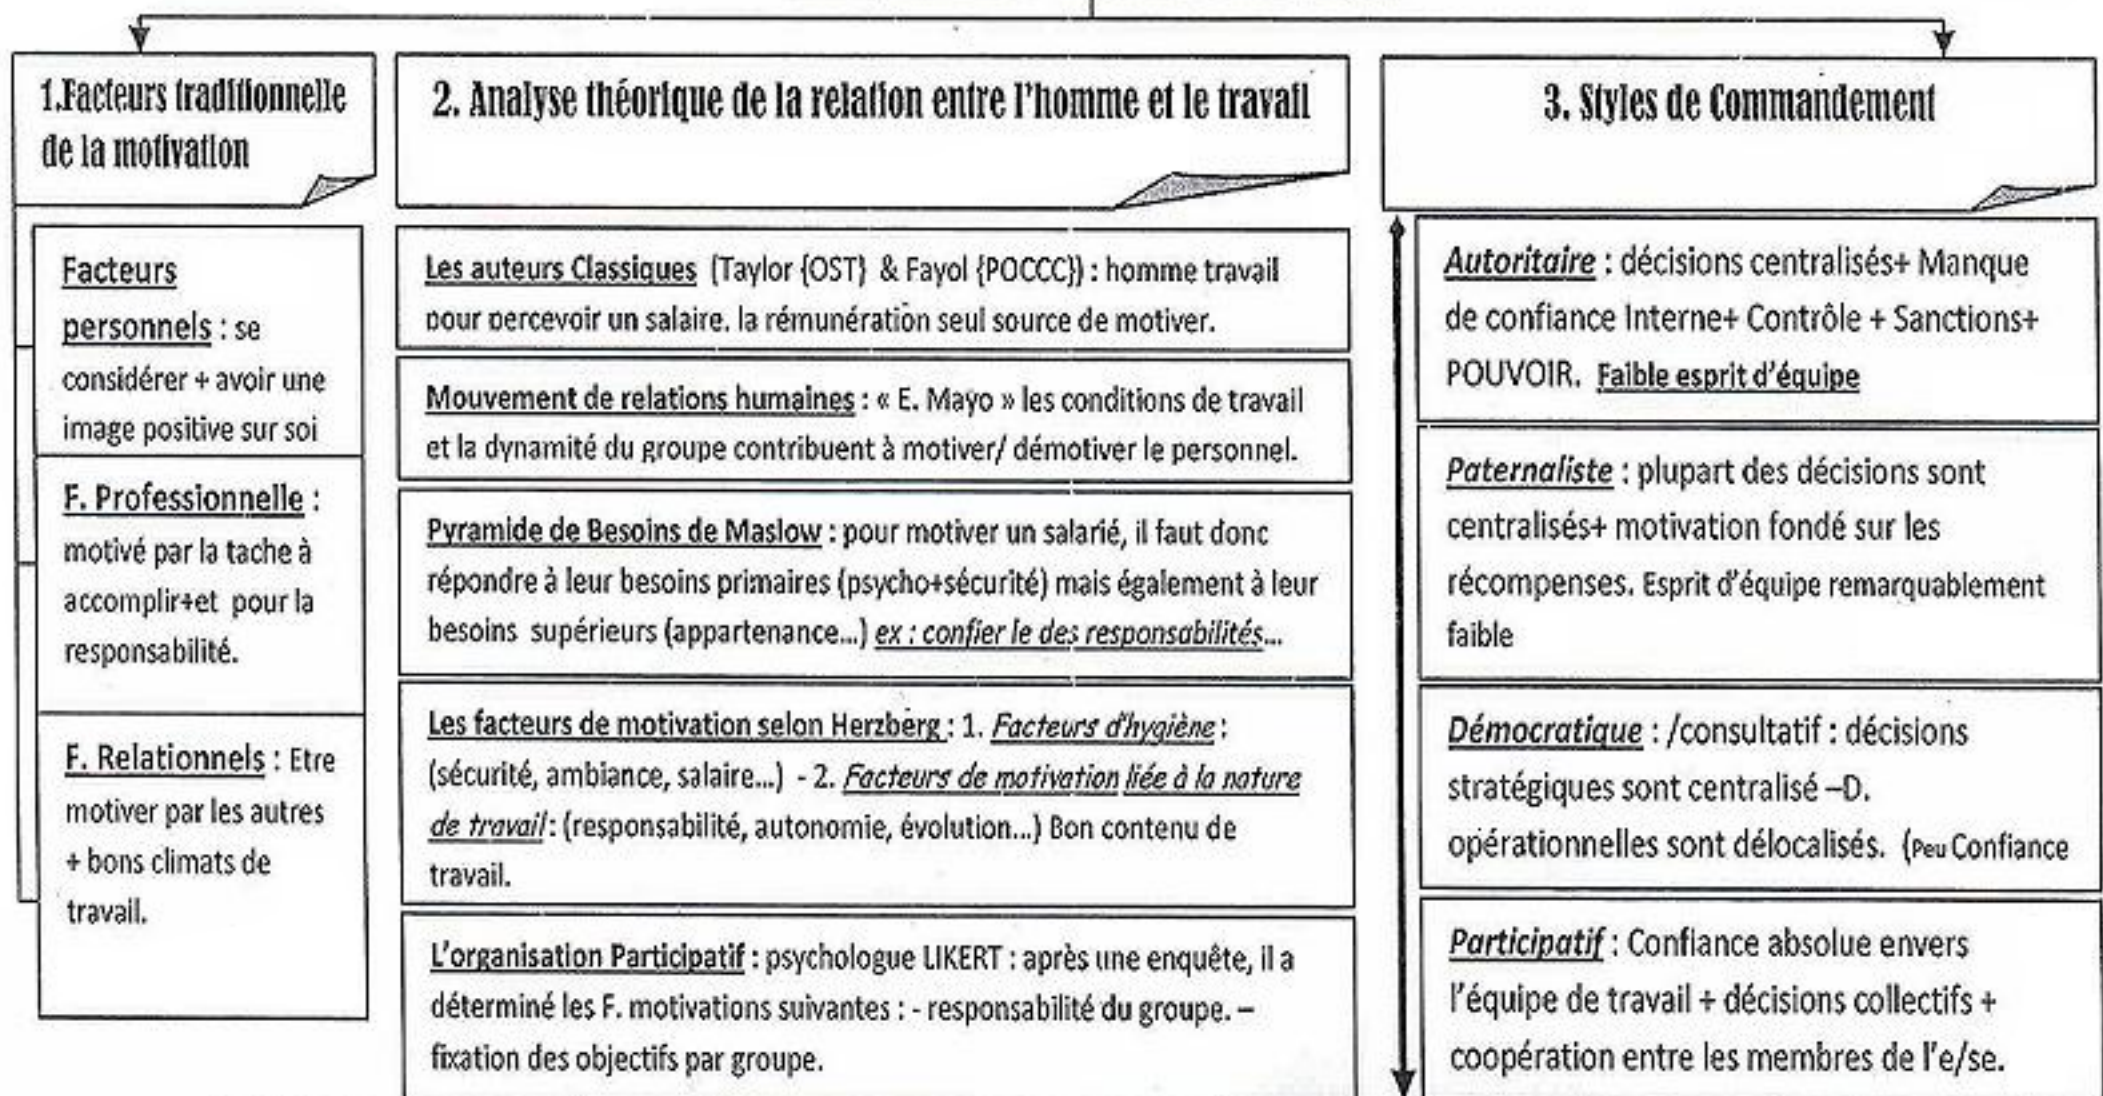 1.Facteurs traditionnelle
de la motivation
Facteurs
personnels : se
considérer + avoir une
image positive sur soi
F. Professionnelle :
motivé par la tache à
accomplir+et pour la
responsabilité.
F. Relationnels : Etre
motiver par les autres
+ bons climats de
travail.
2. Analyse théorique de la relation entre l'homme et le travail
Les auteurs Classiques (Taylor {OST} & Fayol {POCCC}) : homme travail
pour percevoir un salaire. la rémunération seul source de motiver.
Mouvement de relations humaines : « E. Mayo » les conditions de travail
et la dynamité du groupe contribuent à motiver/ démotiver le personnel.
Pyramide de Besoins de Maslow : pour motiver un salarié, il faut donc
répondre à leur besoins primaires (psycho+sécurité) mais également à leur
besoins supérieurs (appartenance...) ex : confier le des responsabilités...
Les facteurs de motivation selon Herzberg : 1. Facteurs d'hygiène :
(sécurité, ambiance, salaire...) - 2. Facteurs de motivation liée à la nature
de travail: (responsabilité, autonomie, évolution...) Bon contenu de
travail.
L'organisation Participatif : psychologue LIKERT : après une enquête, il a
déterminé les F. motivations suivantes : - responsabilité du groupe. –
fixation des objectifs par groupe.
3. Styles de Commandement
Autoritaire : décisions centralisés+ Manque
de confiance Interne+ Contrôle + Sanctions+
POUVOIR. Faible esprit d'équipe
Paternaliste : plupart des décisions sont
centralisés+ motivation fondé sur les
récompenses. Esprit d'équipe remarquablement
faible
Démocratique : /consultatif : décisions
stratégiques sont centralisé –D.
opérationnelles sont délocalisés. (Peu Confiance
Participatif : Confiance absolue envers
l'équipe de travail + décisions collectifs +
coopération entre les membres de l'e/se.